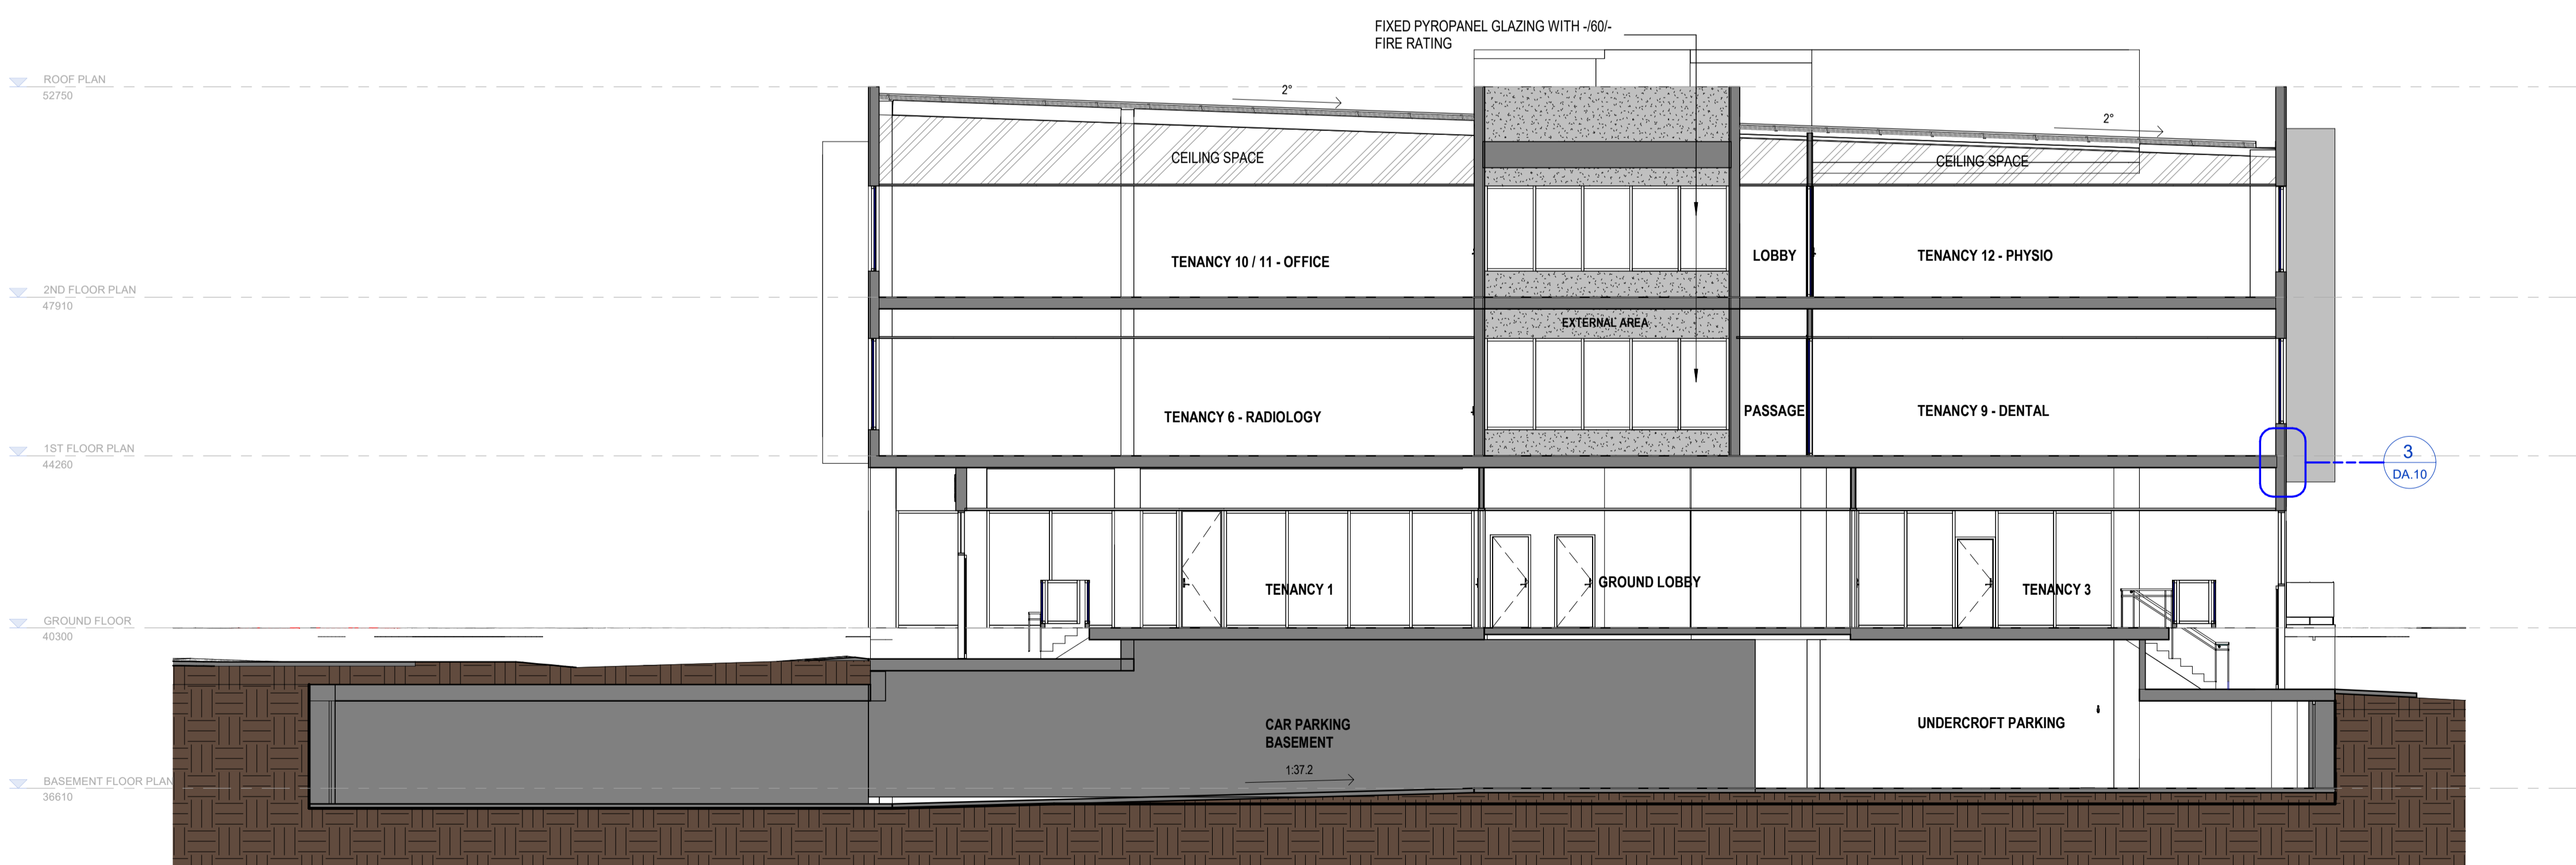 FIXED PYROPANEL GLAZING WITH -/60/-
FIRE RATING
ROOF PLAN
52750
2°
2°
CEILING SPACE
CEILING SPACE
TENANCY 10 / 11 - OFFICE
LOBBY
TENANCY 12 - PHYSIO
2ND FLOOR PLAN
47910
EXTERNAL AREA
TENANCY 6 - RADIOLOGY
PASSAGE
TENANCY 9 - DENTAL
1ST FLOOR PLAN
44260
3
DA.10
TENANCY 1
GROUND LOBBY
TENANCY 3
GROUND FLOOR
40300
CAR PARKING
BASEMENT
UNDERCROFT PARKING
1:37.2
BASEMENT FLOOR PLAN
36610